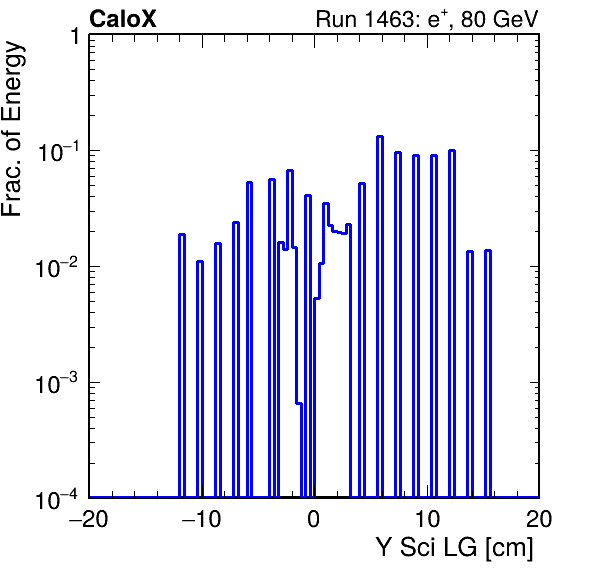 CaloX Run 1463: e⁺, 80 GeV
Frac. of Energy
1
10⁻¹
10⁻²
10⁻³
10⁻⁴
−20 −10 0 10 20
Y Sci LG [cm]